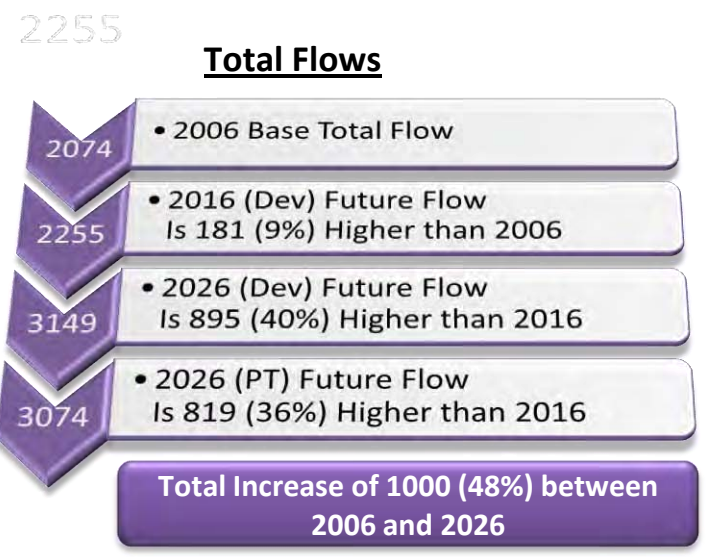 2255
Total Flows
2074
• 2006 Base Total Flow
2255
• 2016 (Dev) Future Flow
Is 181 (9%) Higher than 2006
3149
• 2026 (Dev) Future Flow
Is 895 (40%) Higher than 2016
3074
• 2026 (PT) Future Flow
Is 819 (36%) Higher than 2016
Total Increase of 1000 (48%) between
2006 and 2026